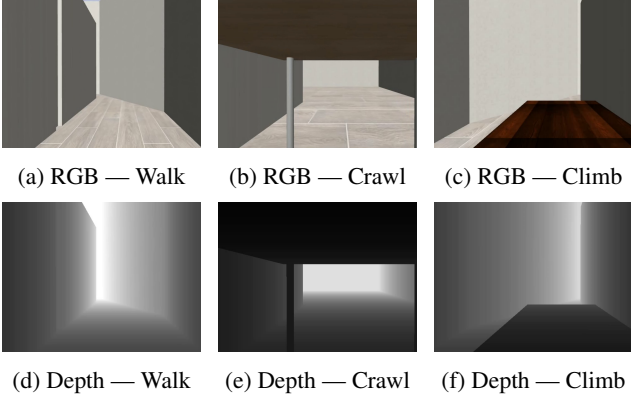 (a) RGB — Walk
(b) RGB — Crawl
(c) RGB — Climb
(d) Depth — Walk
(e) Depth — Crawl
(f) Depth — Climb